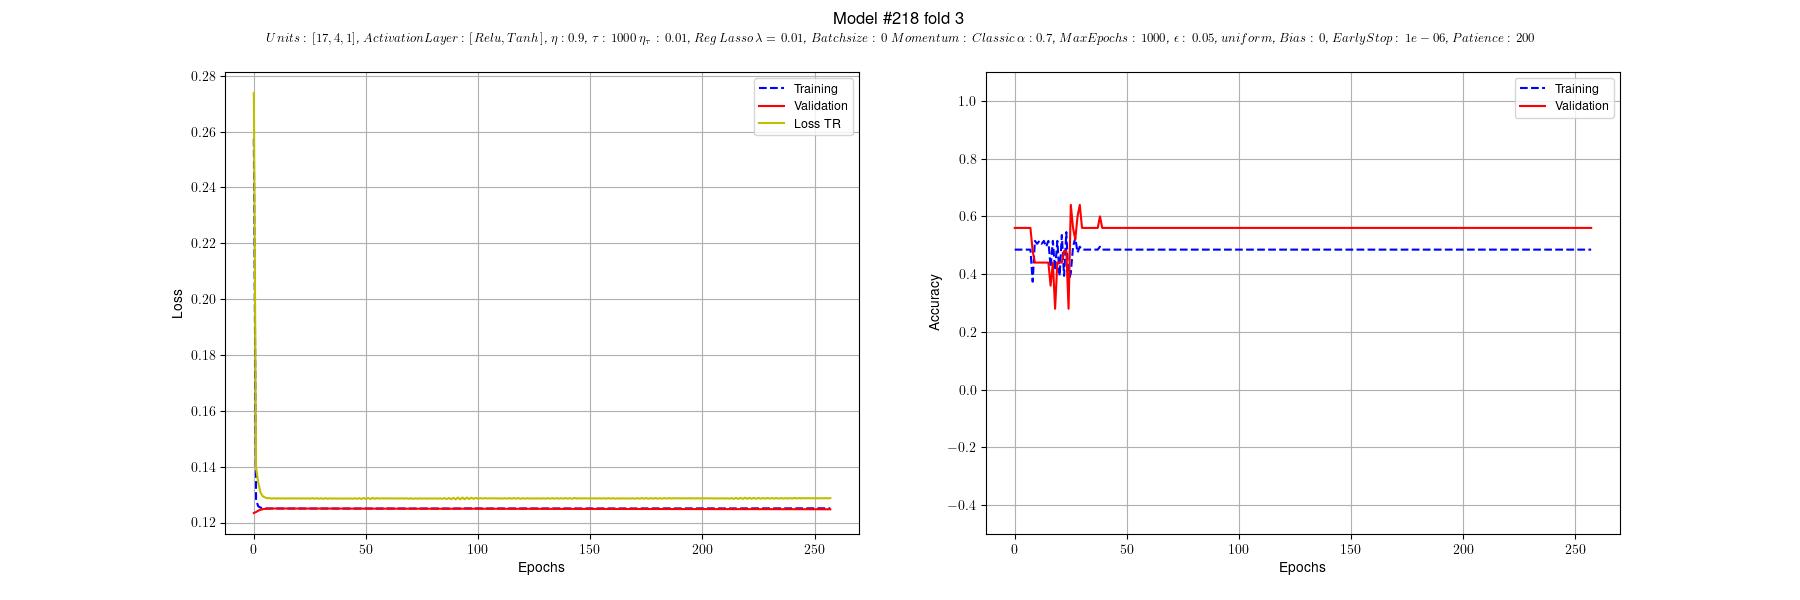 Model #218 fold 3
Units : [17, 4, 1], ActivationLayer : [Relu, Tanh], η : 0.9, τ : 1000 η_τ : 0.01, Reg Lasso λ = 0.01, Batchsize : 0 Momentum : Classic α : 0.7, MaxEpochs : 1000, ϵ : 0.05, uniform, Bias : 0, EarlyStop : 1e − 06, Patience : 200
0.28
0.26
0.24
0.22
0.20
0.18
0.16
0.14
0.12
Loss
0 50 100 150 200 250
Epochs
Training
Validation
Loss TR
1.0
0.8
0.6
0.4
0.2
0.0
−0.2
−0.4
Accuracy
0 50 100 150 200 250
Epochs
Training
Validation